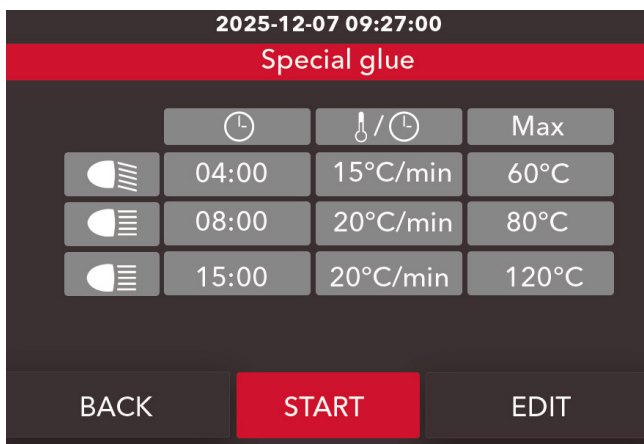 2025-12-07 09:27:00
Special glue
/ Max
04:00 15°C/min 60°C
08:00 20°C/min 80°C
15:00 20°C/min 120°C
BACK START EDIT